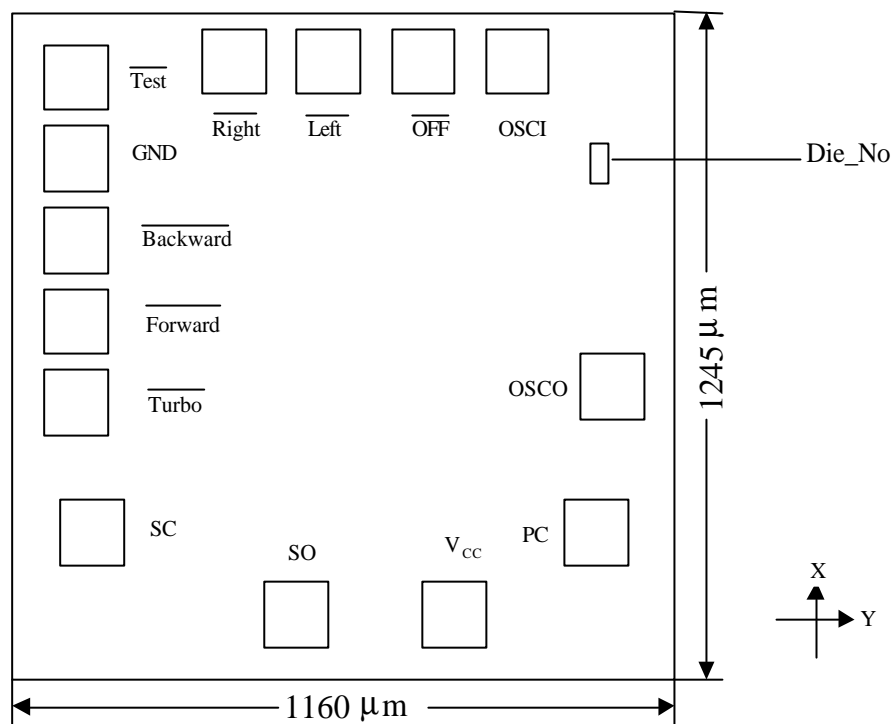 Test
GND
Right
Left
OFF
OSCI
Die_No
Backward
Forward
Turbo
OSCO
1245 μm
SC
SO
VCC
PC
X
Y
1160 μm